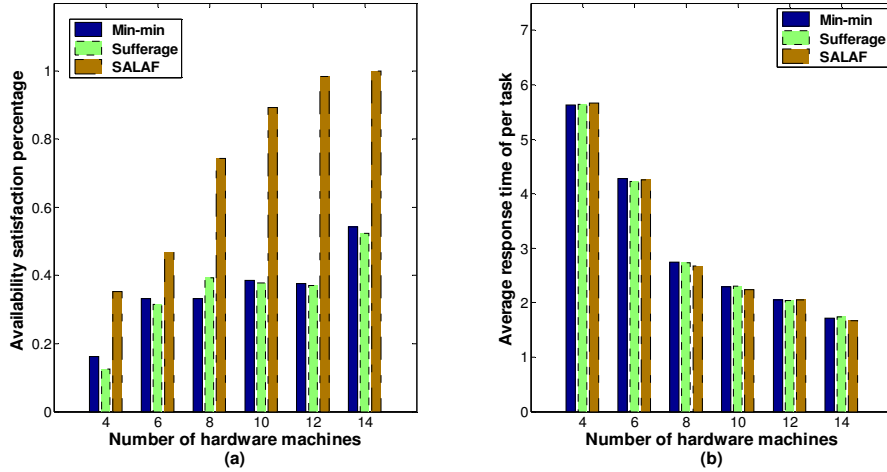 Min-min
Sufferage
SALAF
1
0.8
0.6
0.4
0.2
0
Availability satisfaction percentage
4 6 8 10 12 14
Number of hardware machines
(a)
Min-min
Sufferage
SALAF
7
6
5
4
3
2
1
0
Average response time of per task
4 6 8 10 12 14
Number of hardware machines
(b)